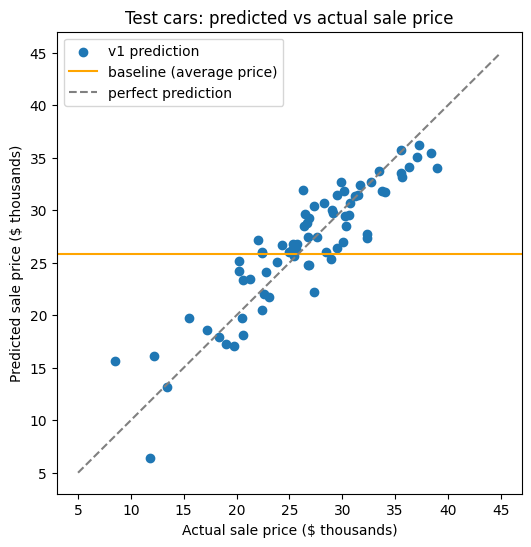 Test cars: predicted vs actual sale price
v1 prediction
baseline (average price)
perfect prediction
Predicted sale price ($ thousands)
45
40
35
30
25
20
15
10
5
5 10 15 20 25 30 35 40 45
Actual sale price ($ thousands)